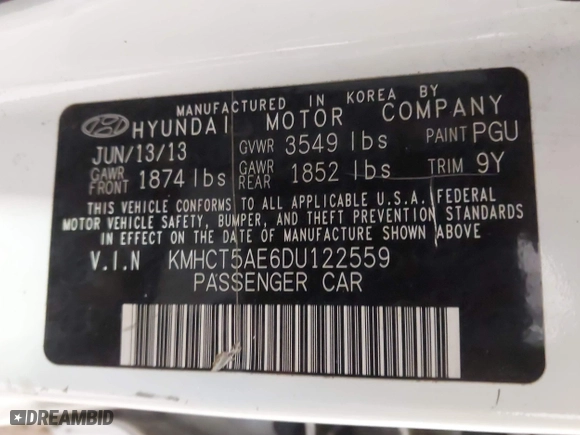 MANUFACTURED IN KOREA BY
HYUNDAI MOTOR COMPANY
JUN/13/13 GVWR 3549 lbs PAINT PGU
GAWR FRONT 1874 lbs GAWR REAR 1852 lbs TRIM 9Y
THIS VEHICLE CONFORMS TO ALL APPLICABLE U.S.A. FEDERAL
MOTOR VEHICLE SAFETY, BUMPER, AND THEFT PREVENTION STANDARDS
IN EFFECT ON THE DATE OF MANUFACTURE SHOWN ABOVE
V.I.N KMHCT5AE6DU122559
PASSENGER CAR
DREAMBID